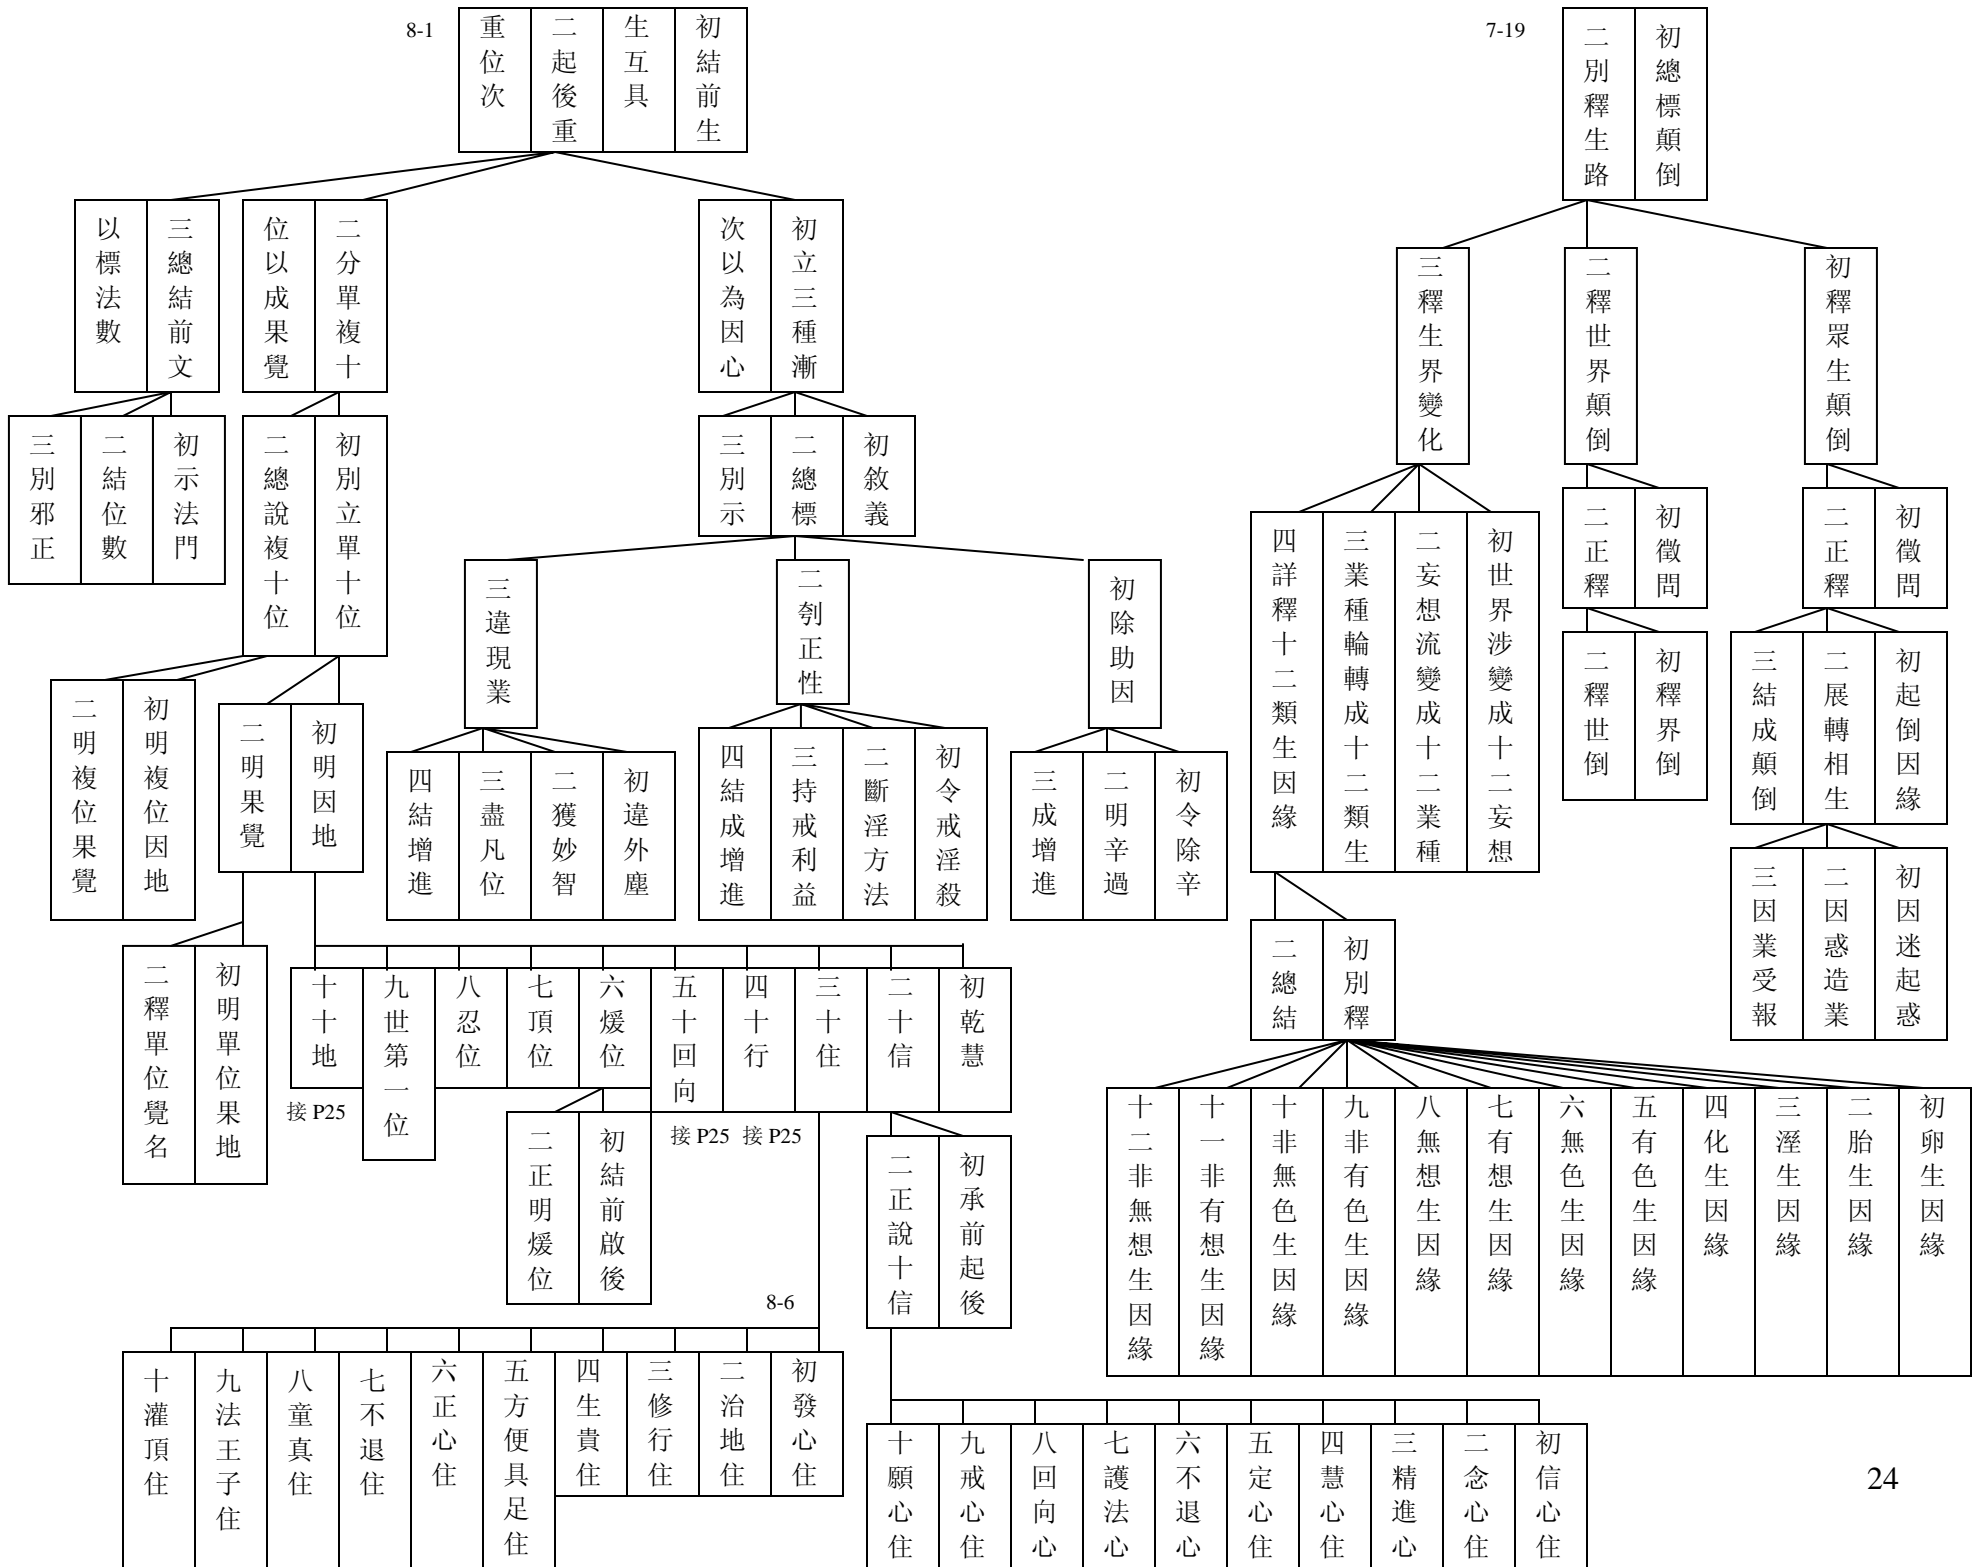 7-19
初總標顛倒
二別釋生路
初釋眾生顛倒
二釋世界顛倒
三釋生界變化
初徵問
二正釋
初徵問
二正釋
初起倒因緣
二展轉相生
三結成顛倒
初釋界倒
二釋世倒
初世界涉變成十二妄想
二妄想流變成十二業種
三業種輪轉成十二類生
四詳釋十二類生因緣
初因迷起惑
二因惑造業
三因業受報
初別釋
二總結
初卵生因緣
二胎生因緣
三溼生因緣
四化生因緣
五有色生因緣
六無色生因緣
七有想生因緣
八無想生因緣
九非有色生因緣
十非無色生因緣
十一非有想生因緣
十二非無想生因緣
8-1
初結前生
生互具
二起後重
重位次
初立三種漸
次以為因心
二分單複十
位以成果覺
三總結前文
以標法數
初敘義
二總標
三別示
初別立單十位
二總說複十位
初示法門
二結位數
三別邪正
初除助因
二刳正性
三違現業
初令除辛
二明辛過
三成增進
初令戒淫殺
二斷淫方法
三持戒利益
四結成增進
初違外塵
二獲妙智
三盡凡位
四結增進
初明因地
二明果覺
初明複位因地
二明複位果覺
初乾慧
二十信
三十住
四十行
五十回向
六煖位
七頂位
八忍位
九世第一位
十十地
初明單位果地
二釋單位覺名
接 P25
接 P25
接 P25
初承前起後
二正說十信
初結前啟後
二正明煖位
8-6
初信心住
二念心住
三精進心
四慧心住
五定心住
六不退心
七護法心
八回向心
九戒心住
十願心住
初發心住
二治地住
三修行住
四生貴住
五方便具足住
六正心住
七不退住
八童真住
九法王子住
十灌頂住
24